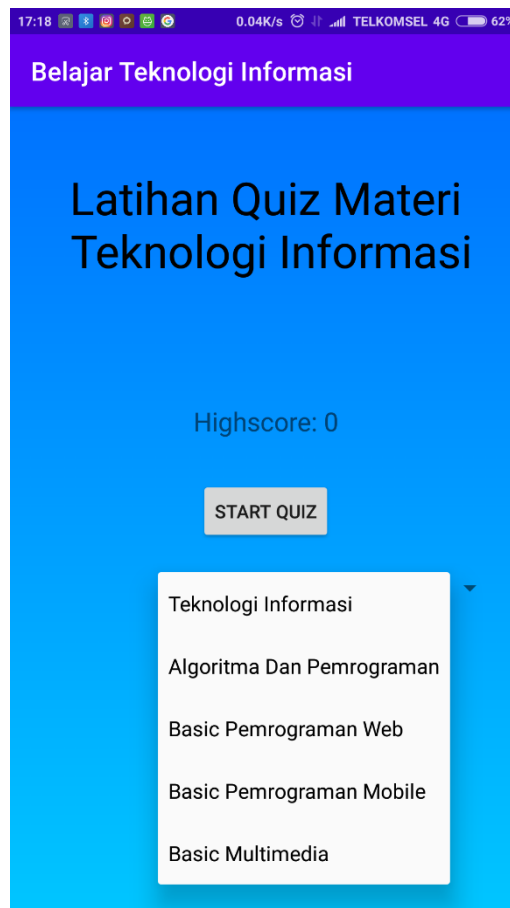 17:18 0.04K/s TELKOMSEL 4G 62%
Belajar Teknologi Informasi
Latihan Quiz Materi
Teknologi Informasi
Highscore: 0
START QUIZ
Teknologi Informasi
Algoritma Dan Pemrograman
Basic Pemrograman Web
Basic Pemrograman Mobile
Basic Multimedia